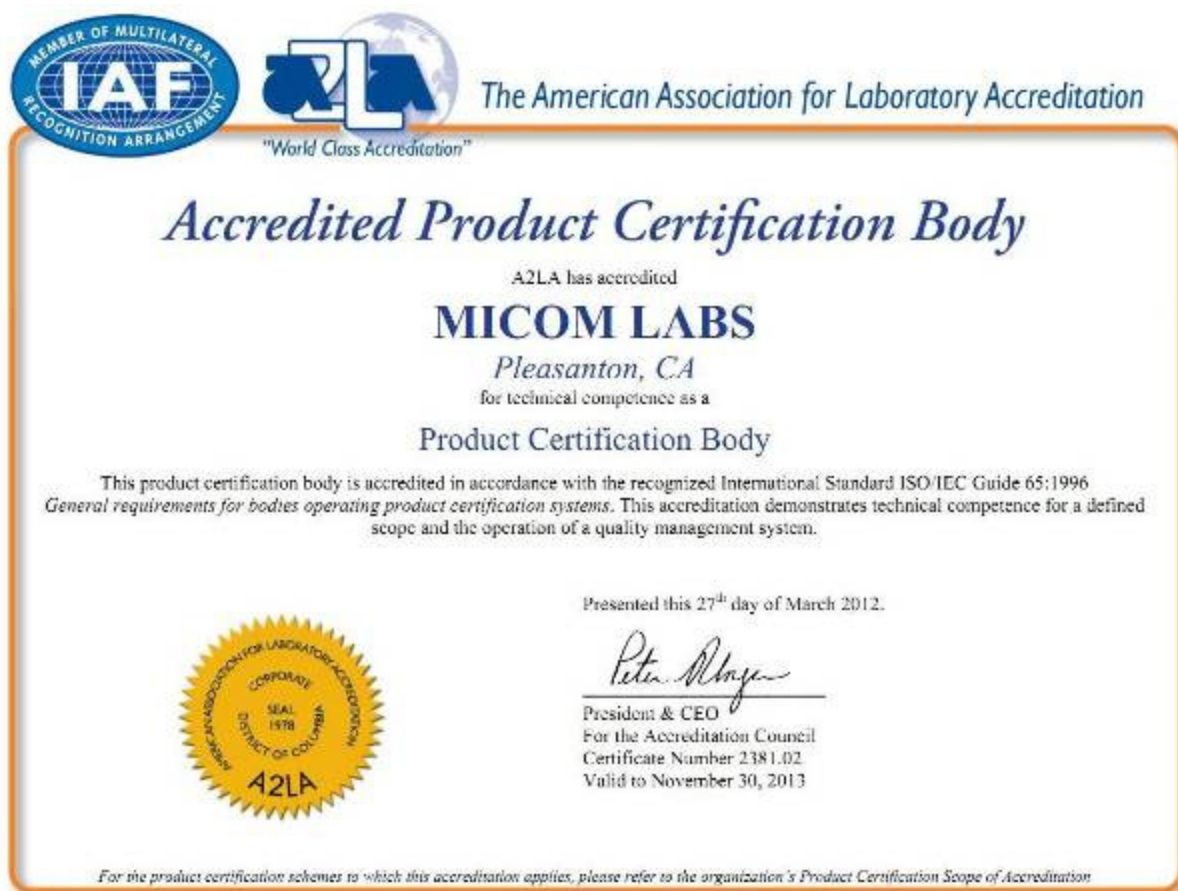 MEMBER OF MULTILATERAL
IAF
RECOGNITION ARRANGEMENT
A2LA
"World Class Accreditation"
The American Association for Laboratory Accreditation
Accredited Product Certification Body
A2LA has accredited
MICOM LABS
Pleasanton, CA
for technical competence as a
Product Certification Body
This product certification body is accredited in accordance with the recognized International Standard ISO/IEC Guide 65:1996
General requirements for bodies operating product certification systems. This accreditation demonstrates technical competence for a defined
scope and the operation of a quality management system.
Presented this 27th day of March 2012.
Peter
President & CEO
For the Accreditation Council
Certificate Number 2381.02
Valid to November 30, 2013
AMERICAN ASSOCIATION FOR LABORATORY ACCREDITATION
CORPORATE
SEAL
1978
DISTRICT OF COLUMBIA
A2LA
For the product certification schemes to which this accreditation applies, please refer to the organization's Product Certification Scope of Accreditation